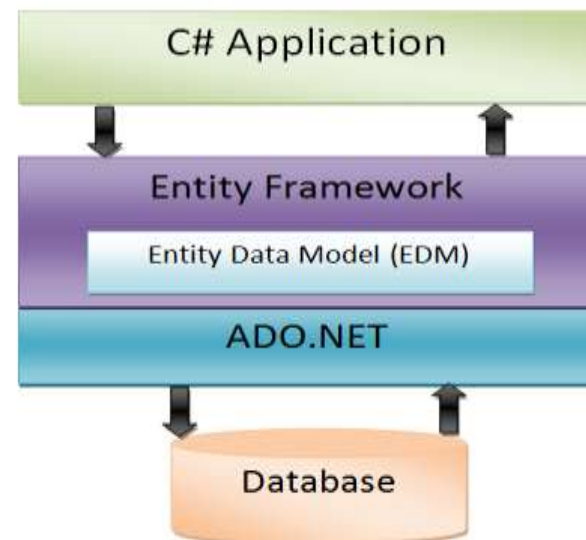 C# Application
Entity Framework
Entity Data Model (EDM)
ADO.NET
Database